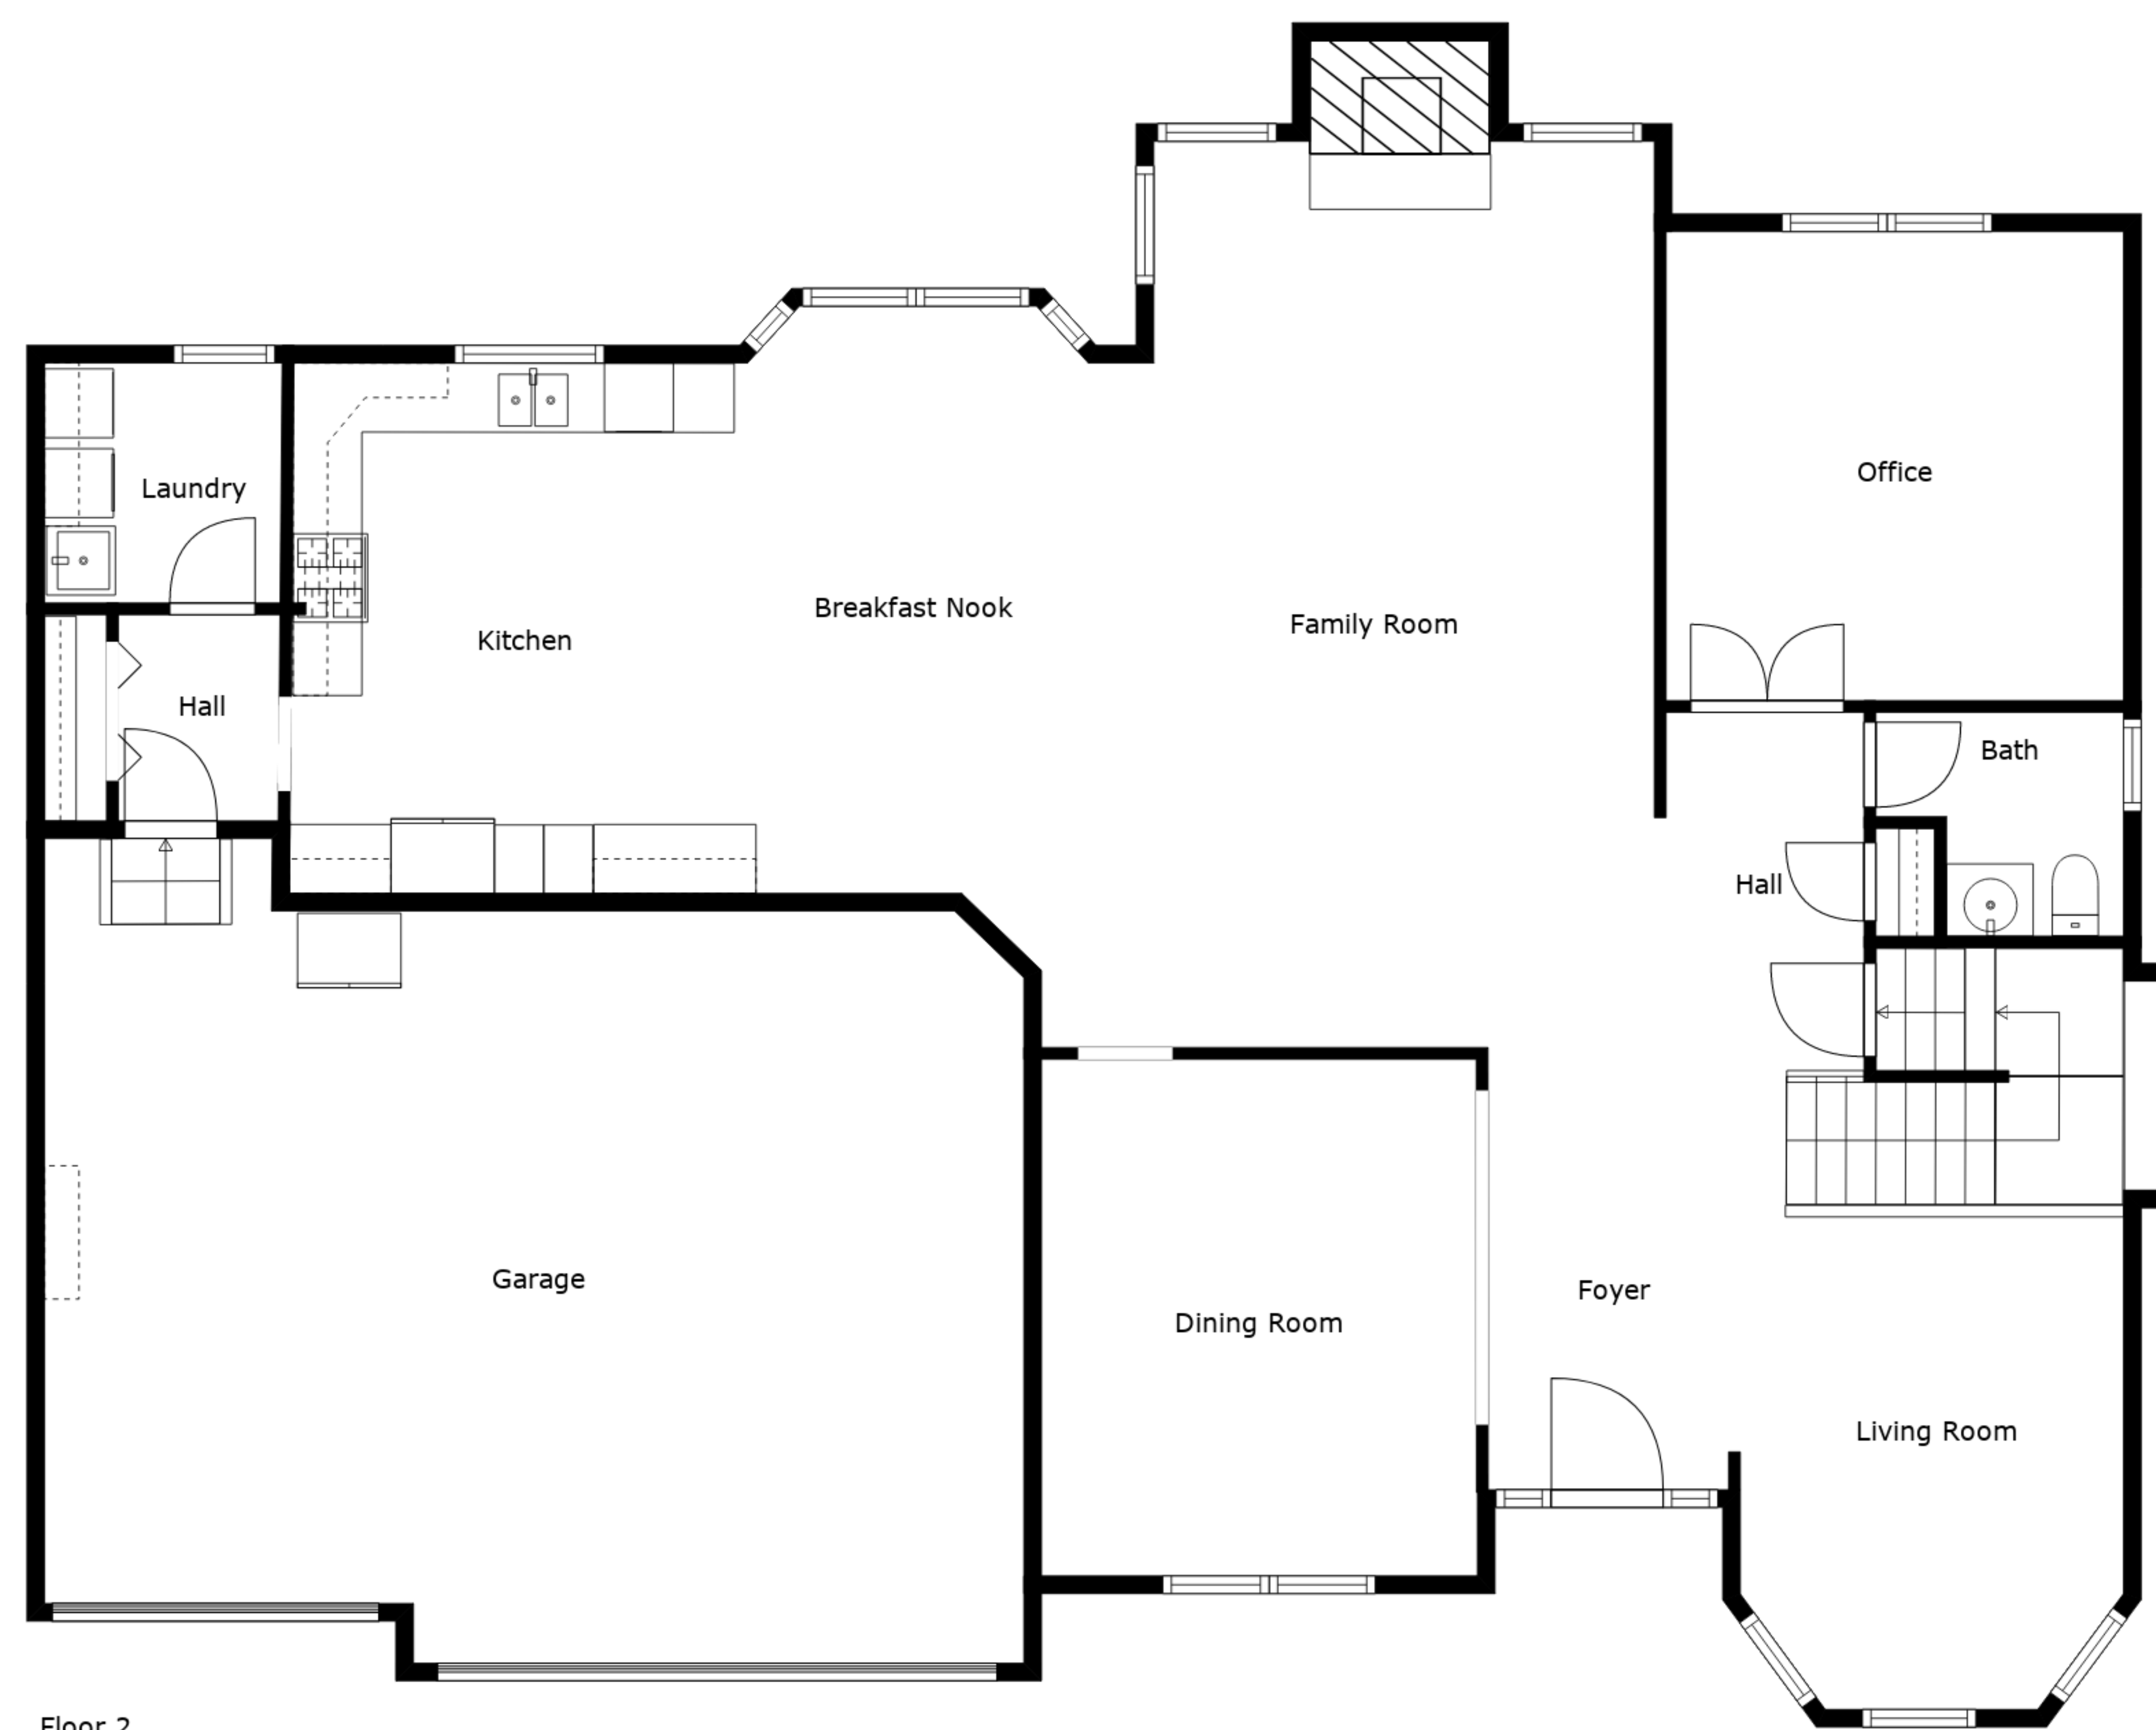 Office
Laundry
Breakfast Nook
Family Room
Kitchen
Hall
Bath
Hall
Garage
Foyer
Dining Room
Living Room
Floor 2